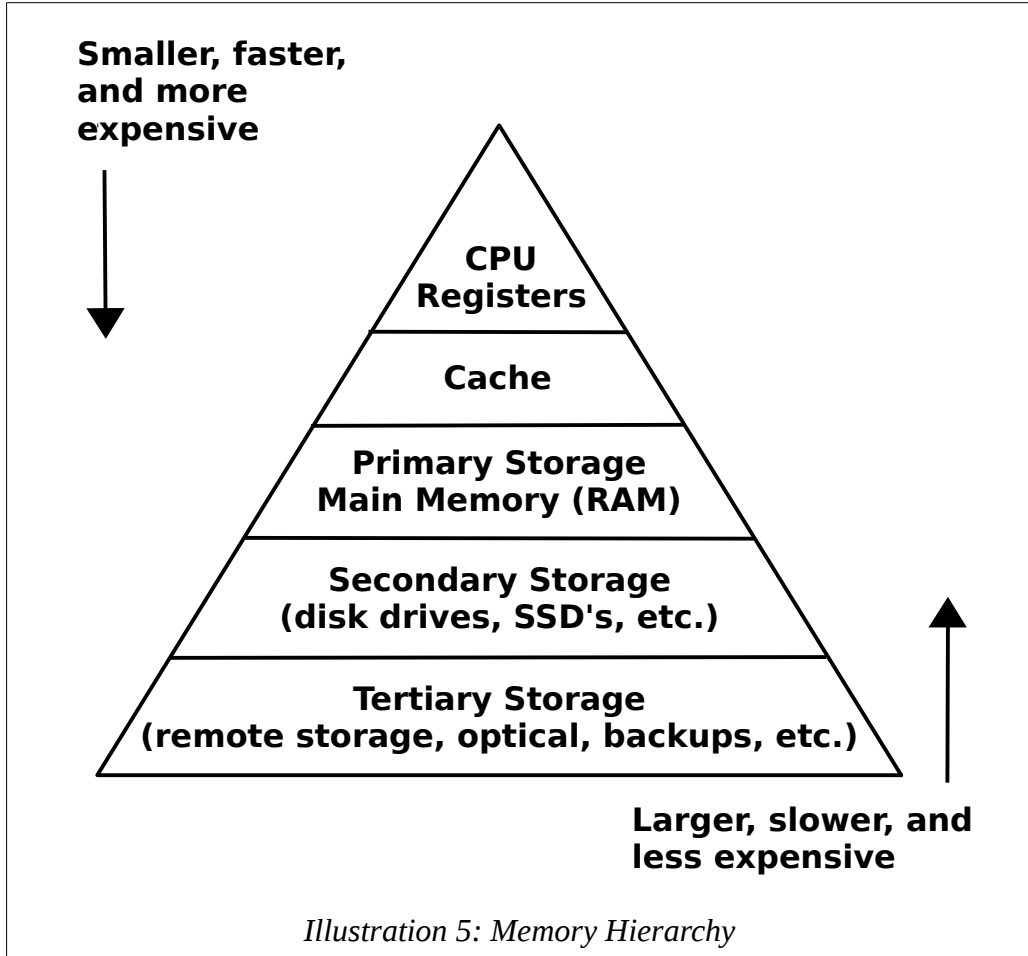 Smaller, faster,
and more
expensive
CPU
Registers
Cache
Primary Storage
Main Memory (RAM)
Secondary Storage
(disk drives, SSD's, etc.)
Tertiary Storage
(remote storage, optical, backups, etc.)
Larger, slower, and
less expensive
Illustration 5: Memory Hierarchy